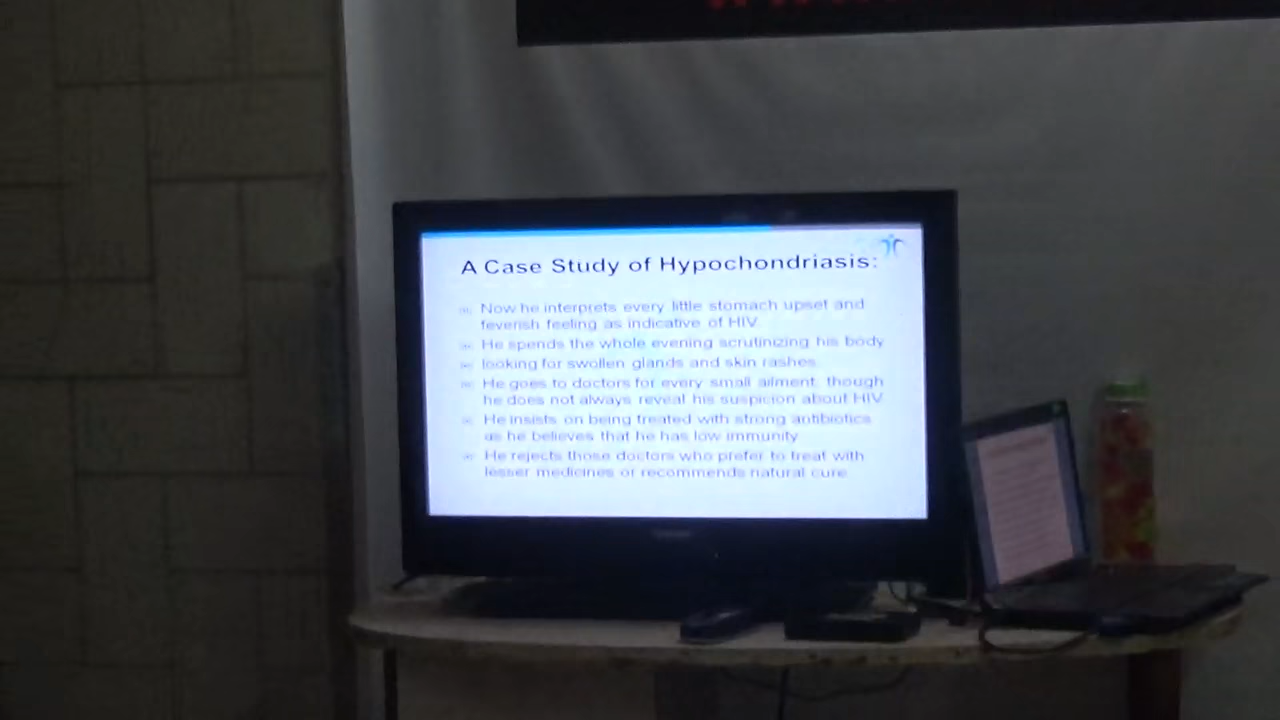 A Case Study of Hypochondriasis:
Now he interprets every little stomach upset and
feverish feeling as indicative of HIV.
He spends the whole evening scrutinizing his body
looking for swollen glands and skin rashes.
He goes to doctors for every small ailment, though
he does not always reveal his suspicion about HIV.
He insists on being treated with strong antibiotics
as he believes that he has low immunity.
He rejects those doctors who prefer to treat with
lesser medicines or recommends natural cure.